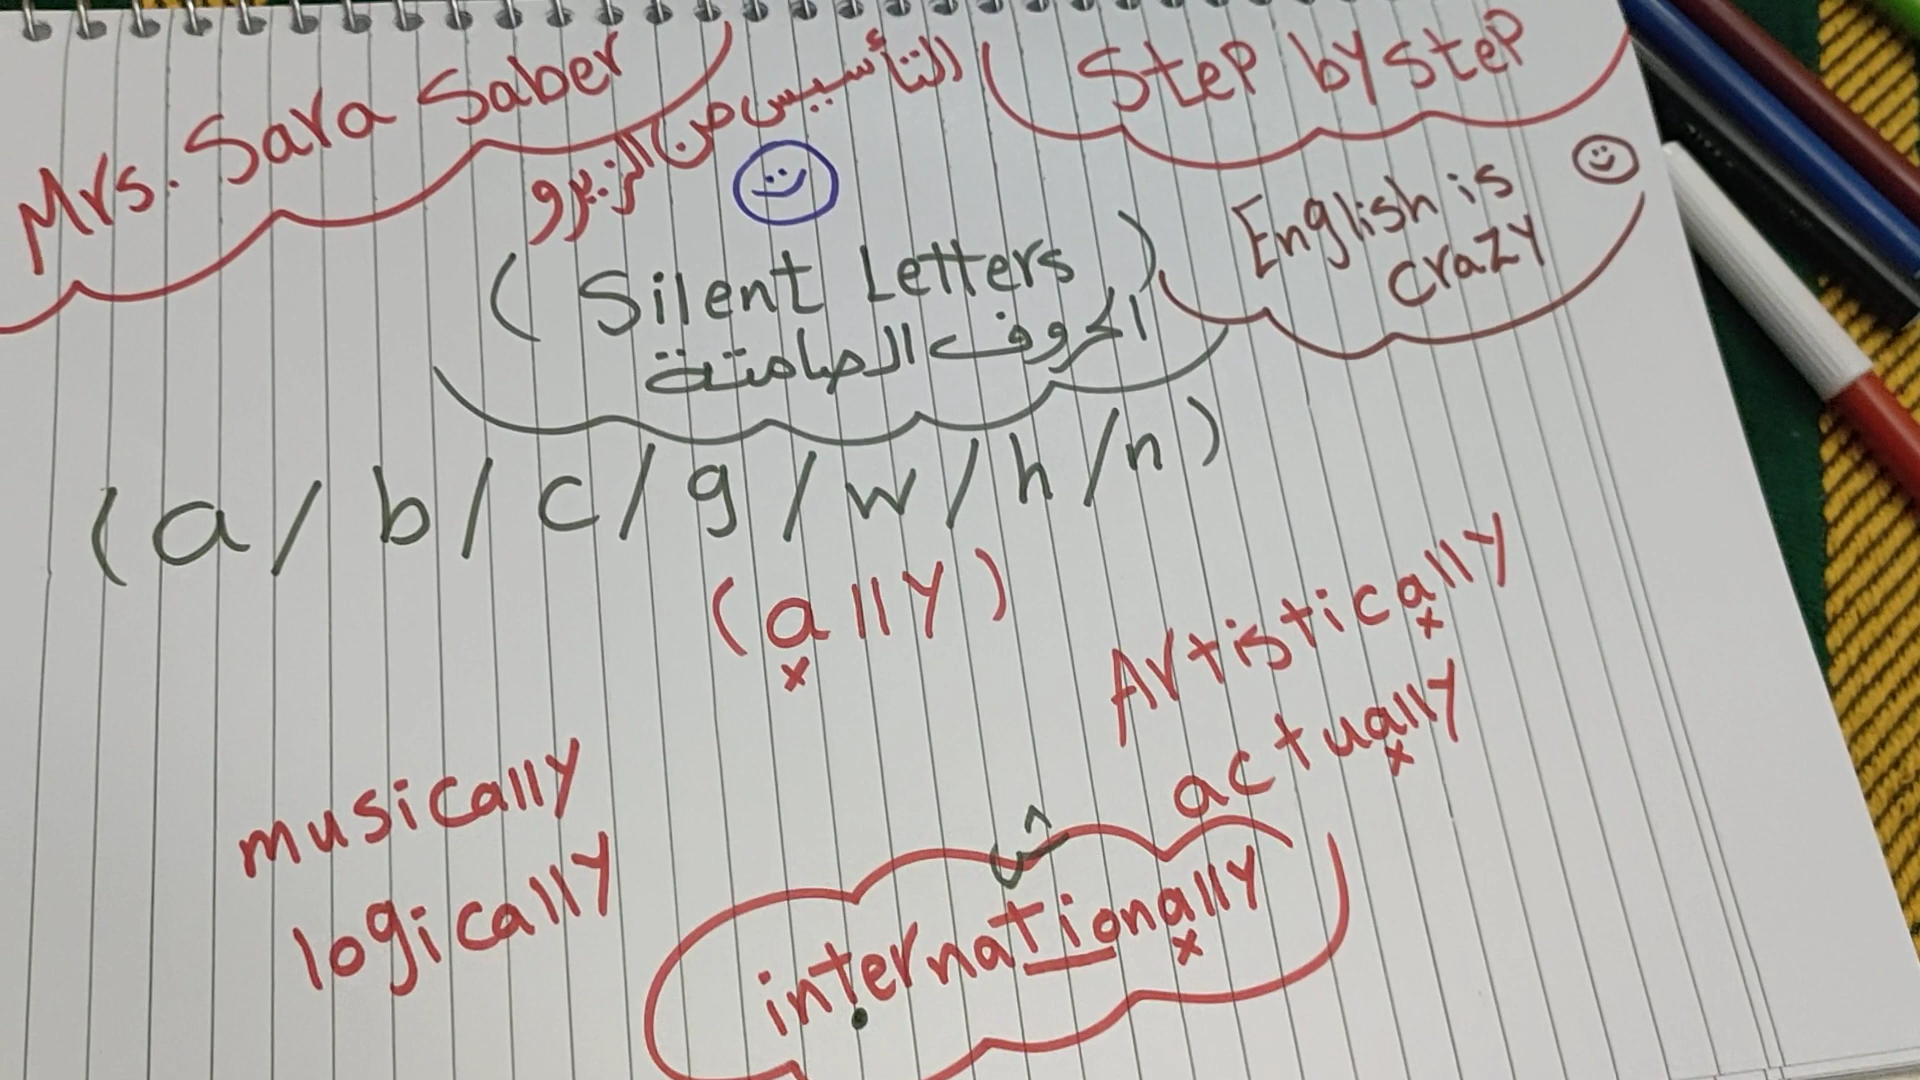 Mrs. Sara Saber
التأسيس من الزيرو
Step by step
English is
crazy
(Silent Letters)
الحروف الصامتة
(a / b / c / g / w / h / n)
(ally)
x
Artistically
x
actually
x
musically
logically
internationally
x